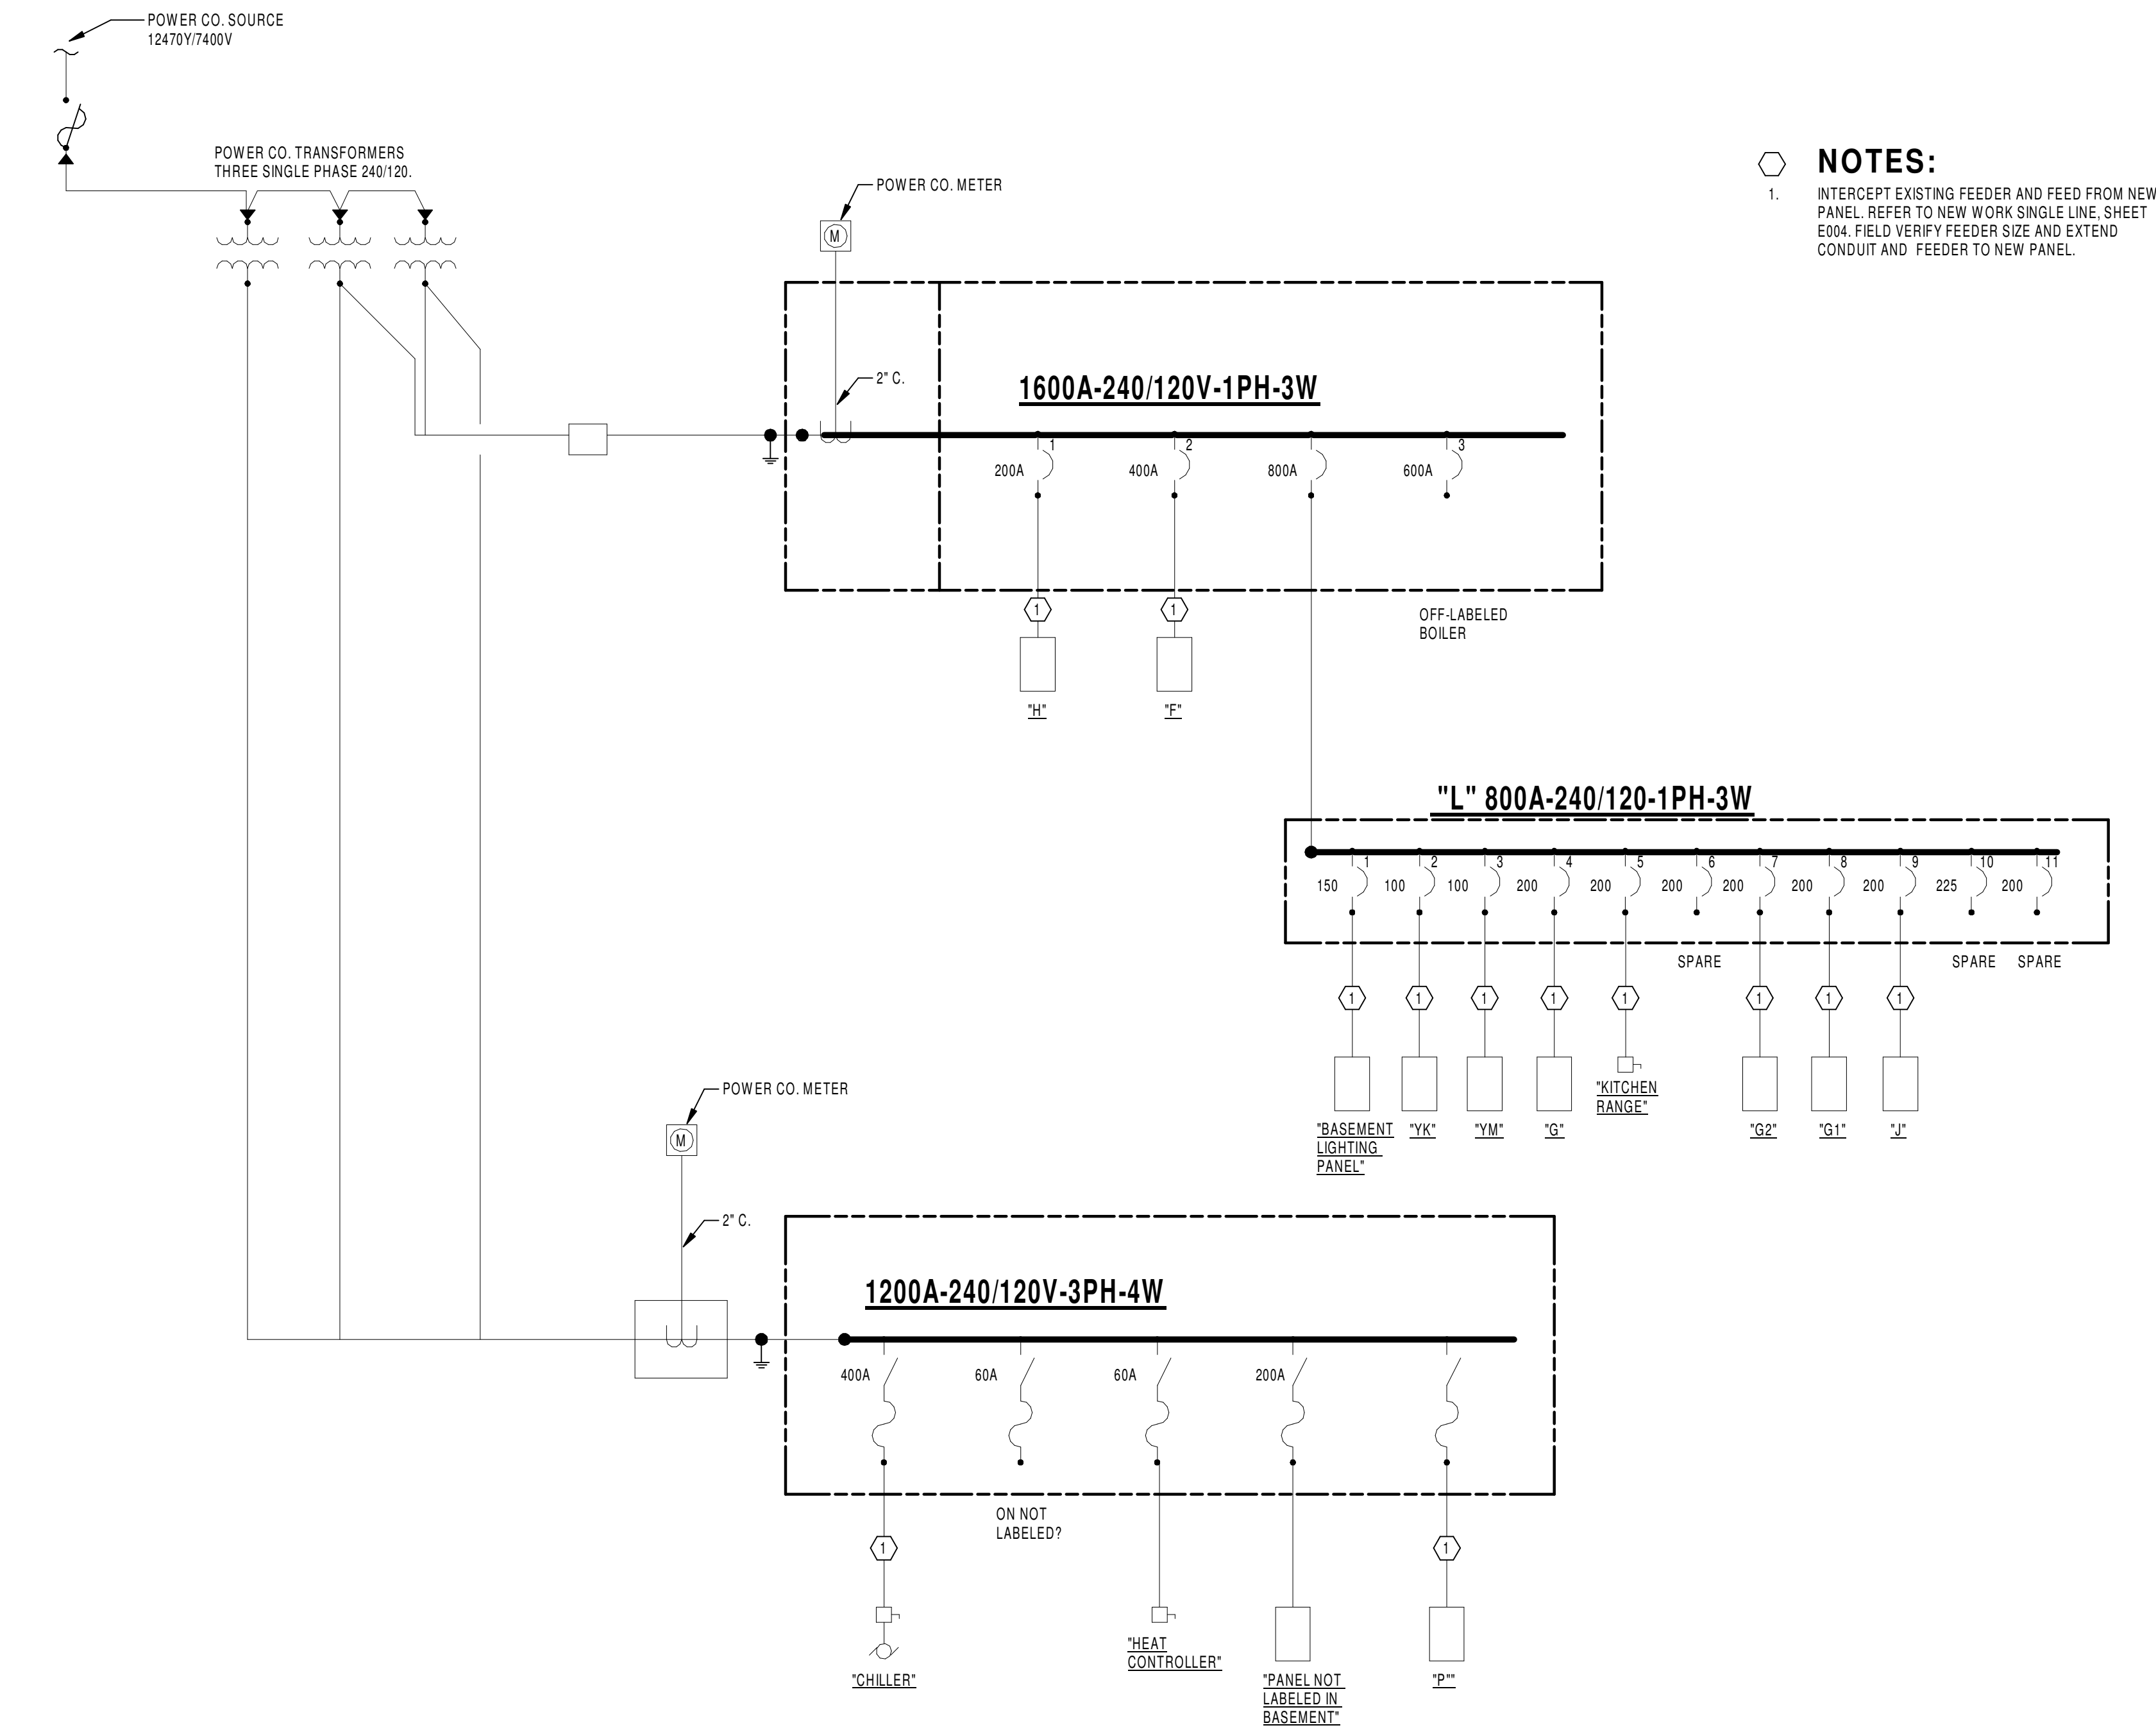 POWER CO. SOURCE
12470Y/7400V
POWER CO. TRANSFORMERS
THREE SINGLE PHASE 240/120.
POWER CO. METER
M
2" C.
NOTES:
1.
INTERCEPT EXISTING FEEDER AND FEED FROM NEW
PANEL. REFER TO NEW WORK SINGLE LINE, SHEET
E004. FIELD VERIFY FEEDER SIZE AND EXTEND
CONDUIT AND FEEDER TO NEW PANEL.
1600A-240/120V-1PH-3W
1 2 3
200A 400A 800A 600A
1 1
OFF-LABELED
BOILER
"H" "F"
"L" 800A-240/120-1PH-3W
1 2 3 4 5 6 7 8 9 10 11
150 100 100 200 200 200 200 200 200 225 200
SPARE SPARE SPARE
1 1 1 1 1 1 1 1
"BASEMENT
LIGHTING
PANEL"
"YK" "YM" "G"
"KITCHEN
RANGE"
"G2" "G1" "J"
POWER CO. METER
M
2" C.
1200A-240/120V-3PH-4W
400A 60A 60A 200A
ON NOT
LABELED?
1 1
"CHILLER"
"HEAT
CONTROLLER"
"PANEL NOT
LABELED IN
BASEMENT"
"P""